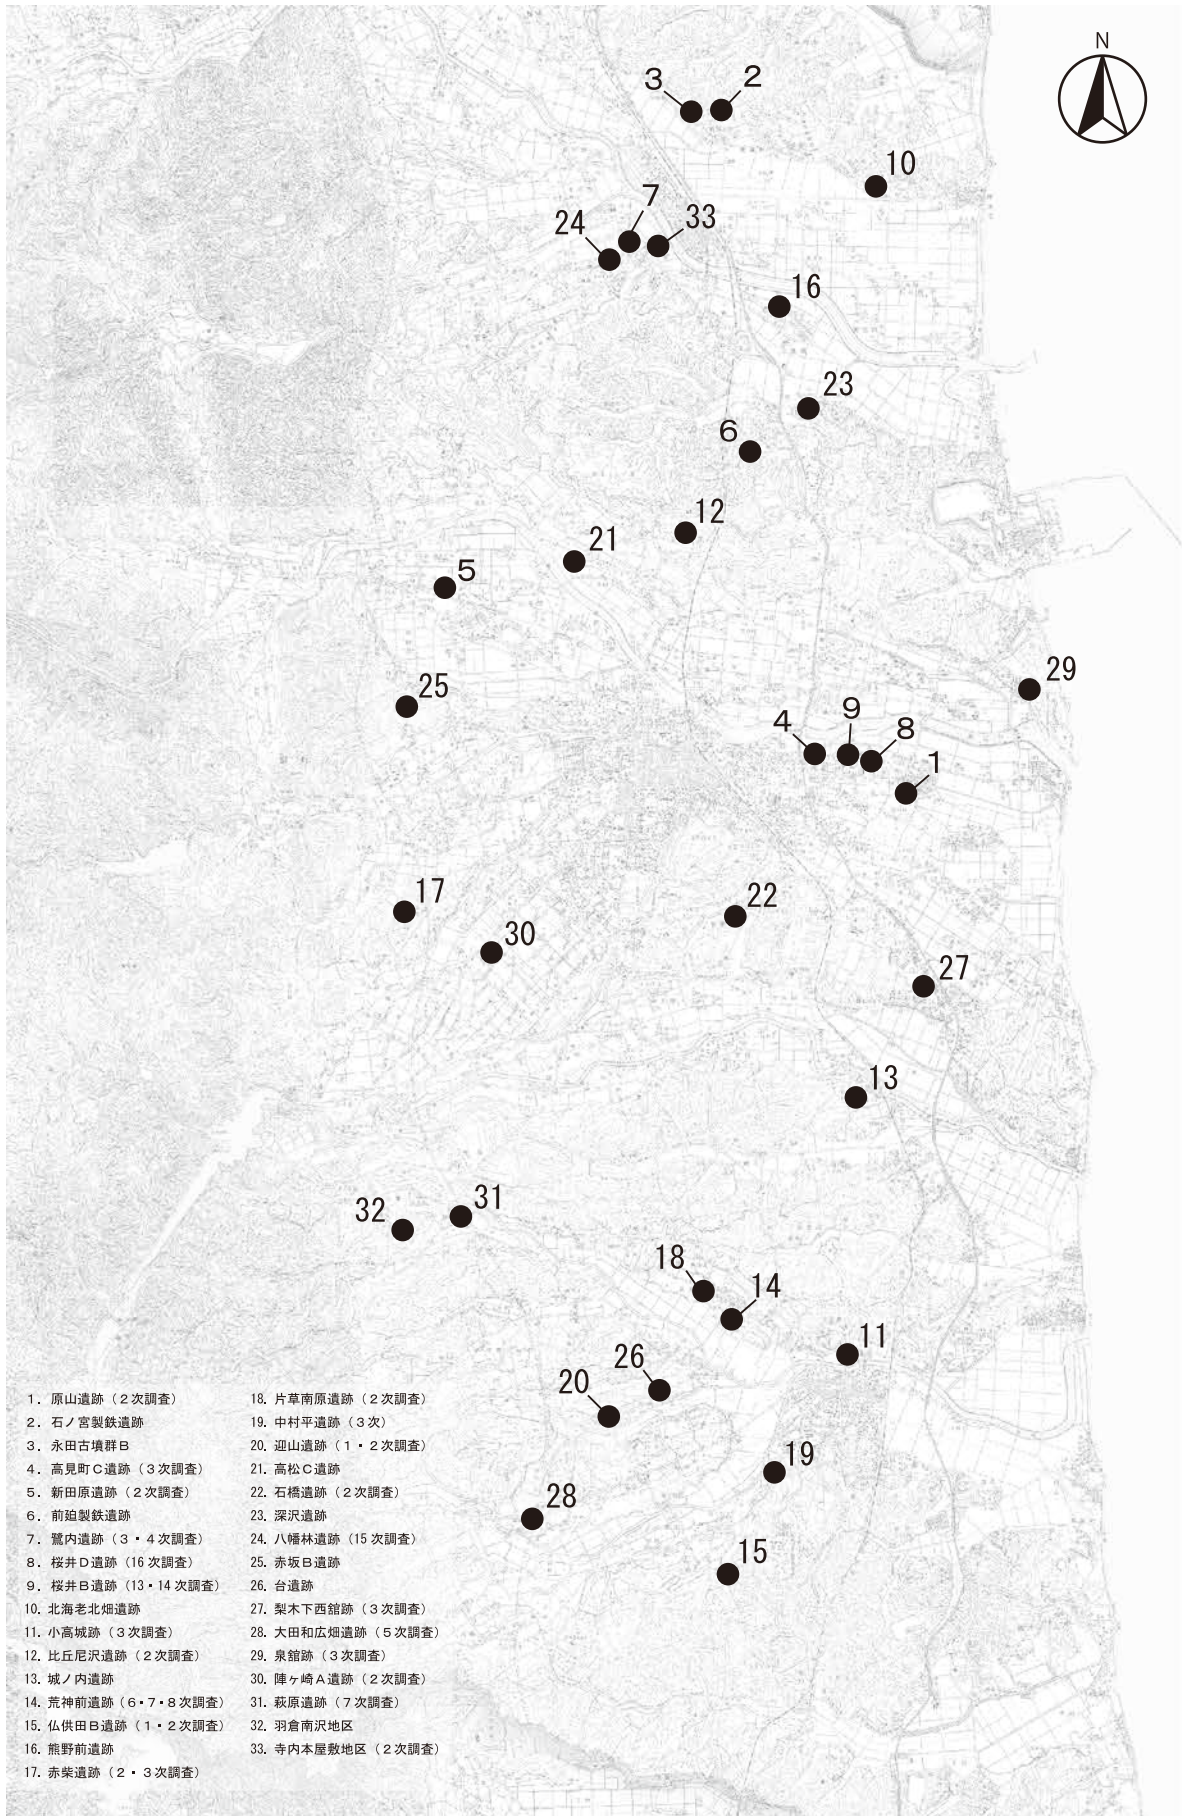 N
3
2
10
7
33
24
16
23
6
12
21
5
29
25
9
4
8
1
17
22
30
27
13
31
32
18
14
11
26
20
19
28
15
1. 原山遺跡（２次調査）
2. 石ノ宮製鉄遺跡
3. 永田古墳群Ｂ
4. 高見町Ｃ遺跡（３次調査）
5. 新田原遺跡（２次調査）
6. 前廹製鉄遺跡
7. 鷺内遺跡（３・４次調査）
8. 桜井Ｄ遺跡（16 次調査）
9. 桜井Ｂ遺跡（13・14 次調査）
10. 北海老北畑遺跡
11. 小高城跡（３次調査）
12. 比丘尼沢遺跡（２次調査）
13. 城ノ内遺跡
14. 荒神前遺跡（６・７・８次調査）
15. 仏供田Ｂ遺跡（１・２次調査）
16. 熊野前遺跡
17. 赤柴遺跡（２・３次調査）
18. 片草南原遺跡（２次調査）
19. 中村平遺跡（３次）
20. 迎山遺跡（１・２次調査）
21. 高松Ｃ遺跡
22. 石橋遺跡（２次調査）
23. 深沢遺跡
24. 八幡林遺跡（15 次調査）
25. 赤坂Ｂ遺跡
26. 台遺跡
27. 梨木下西舘跡（３次調査）
28. 大田和広畑遺跡（５次調査）
29. 泉舘跡（３次調査）
30. 陣ヶ崎Ａ遺跡（２次調査）
31. 萩原遺跡（７次調査）
32. 羽倉南沢地区
33. 寺内本屋敷地区（２次調査）